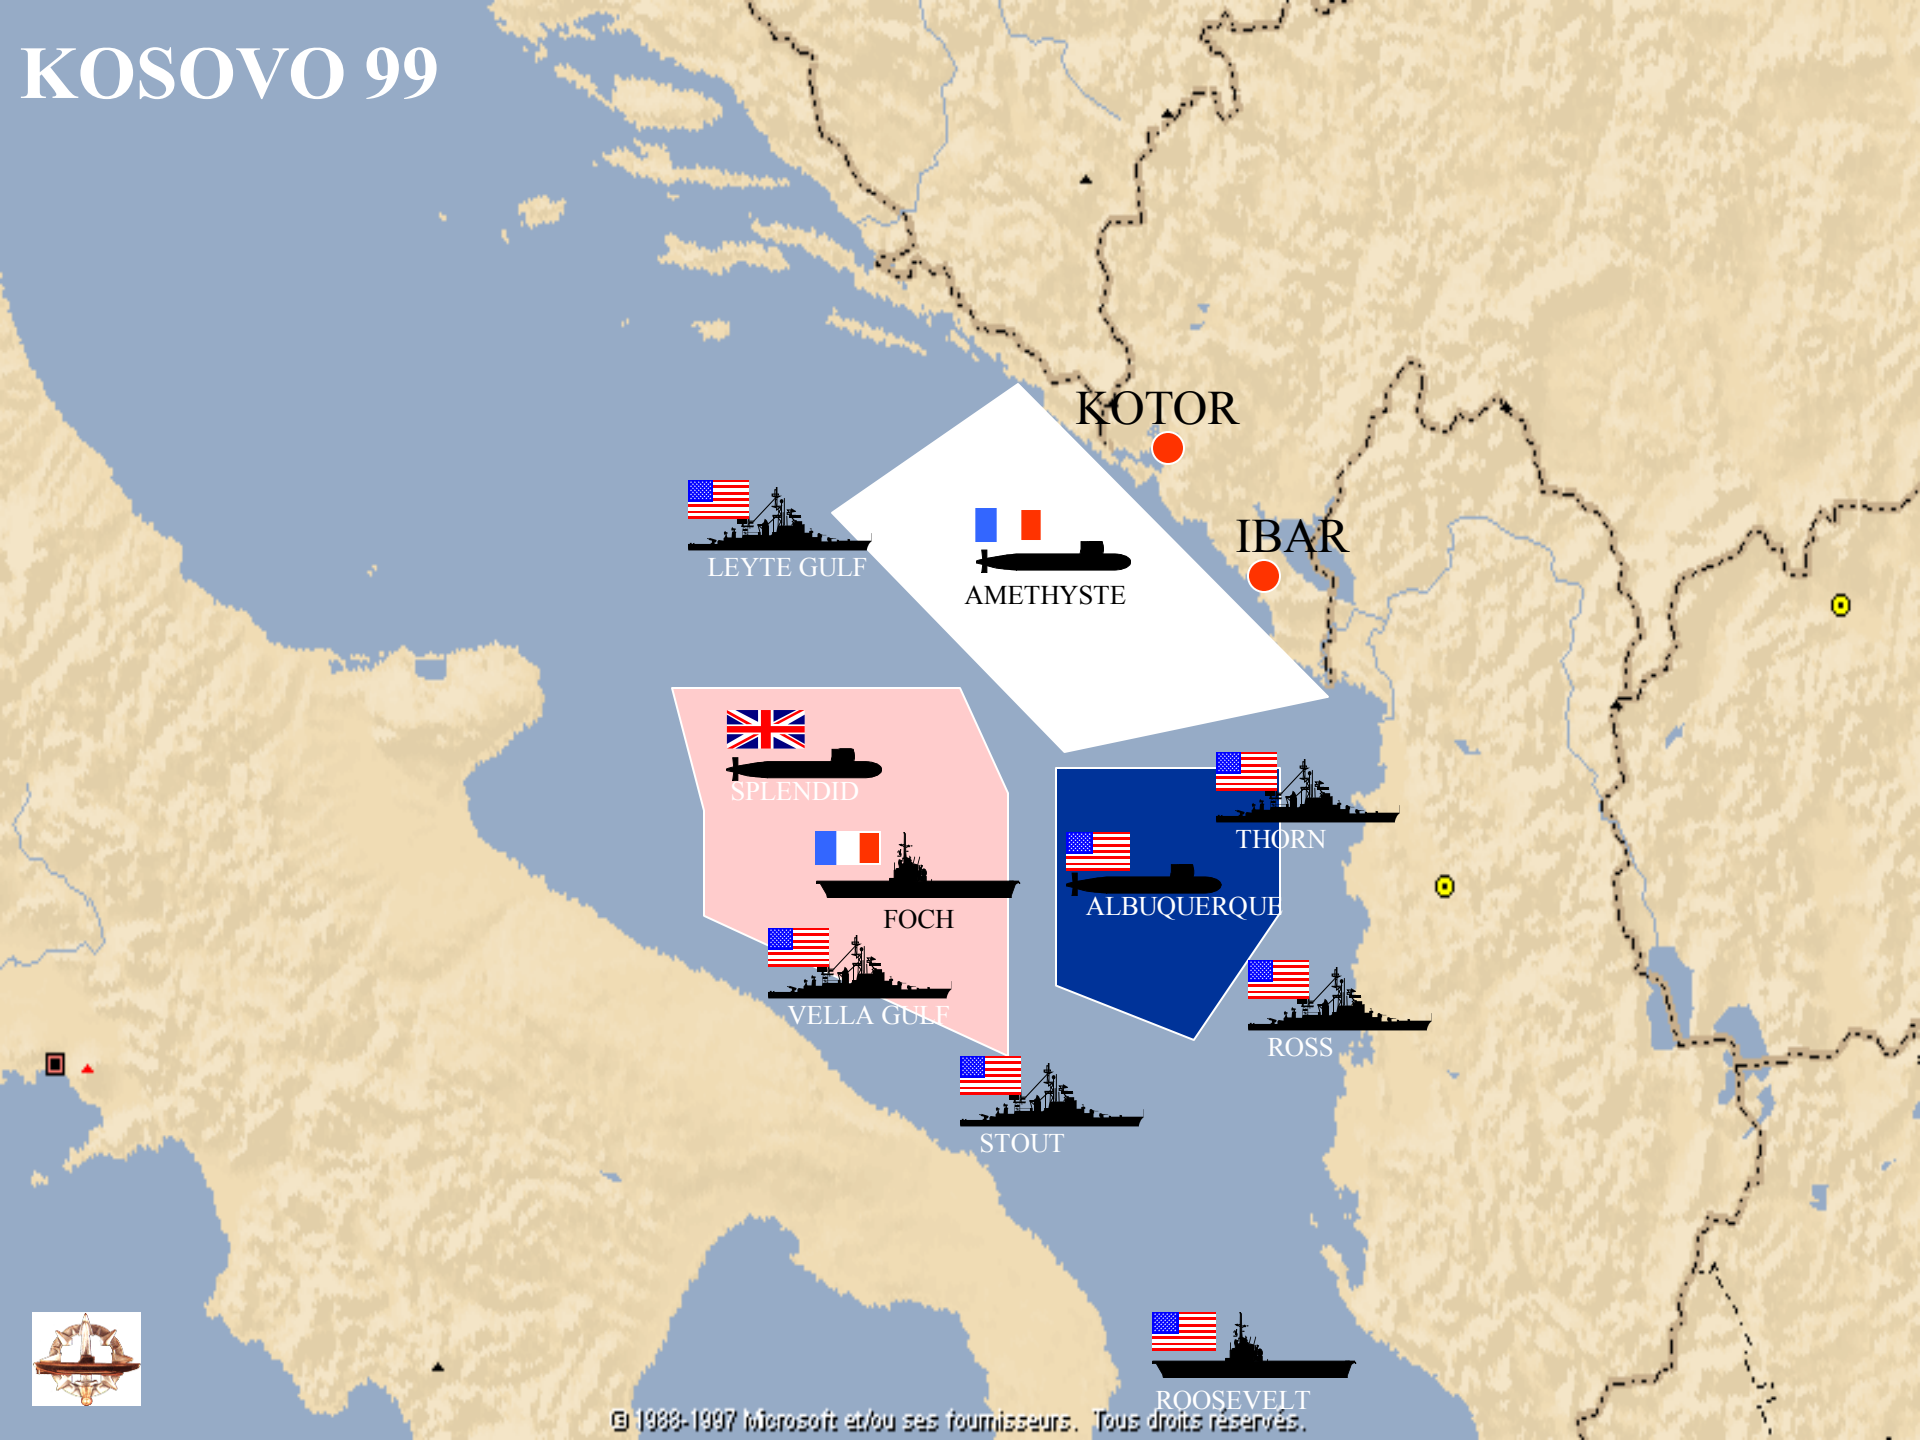 KOSOVO 99
KOTOR
IBAR
LEYTE GULF
AMETHYSTE
SPLENDID
THORN
ALBUQUERQUE
FOCH
VELLA GULF
ROSS
STOUT
ROOSEVELT
© 1988-1997 Microsoft et/ou ses fournisseurs. Tous droits réservés.